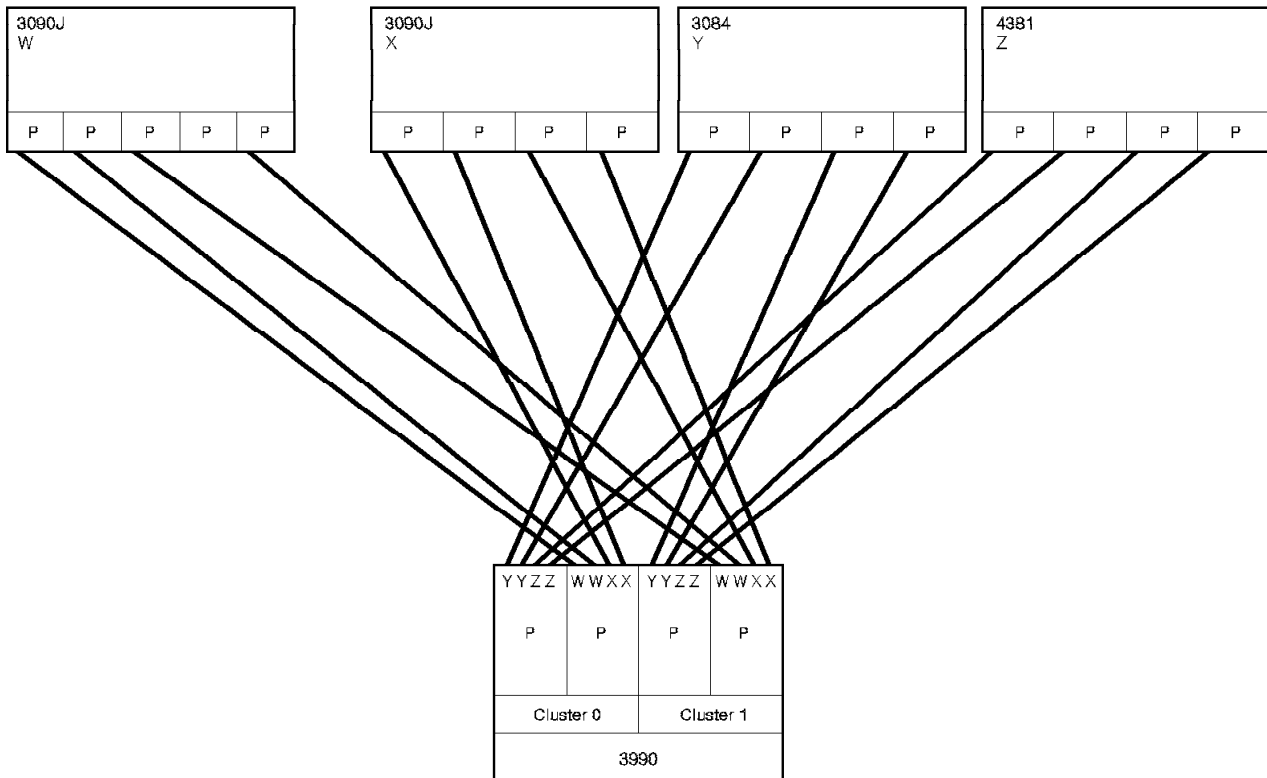 3090J
W
P P P P P
3090J
X
P P P P
3084
Y
P P P P
4381
Z
P P P P
Y Y Z Z W W X X Y Y Z Z W W X X
P P P P
Cluster 0 Cluster 1
3990